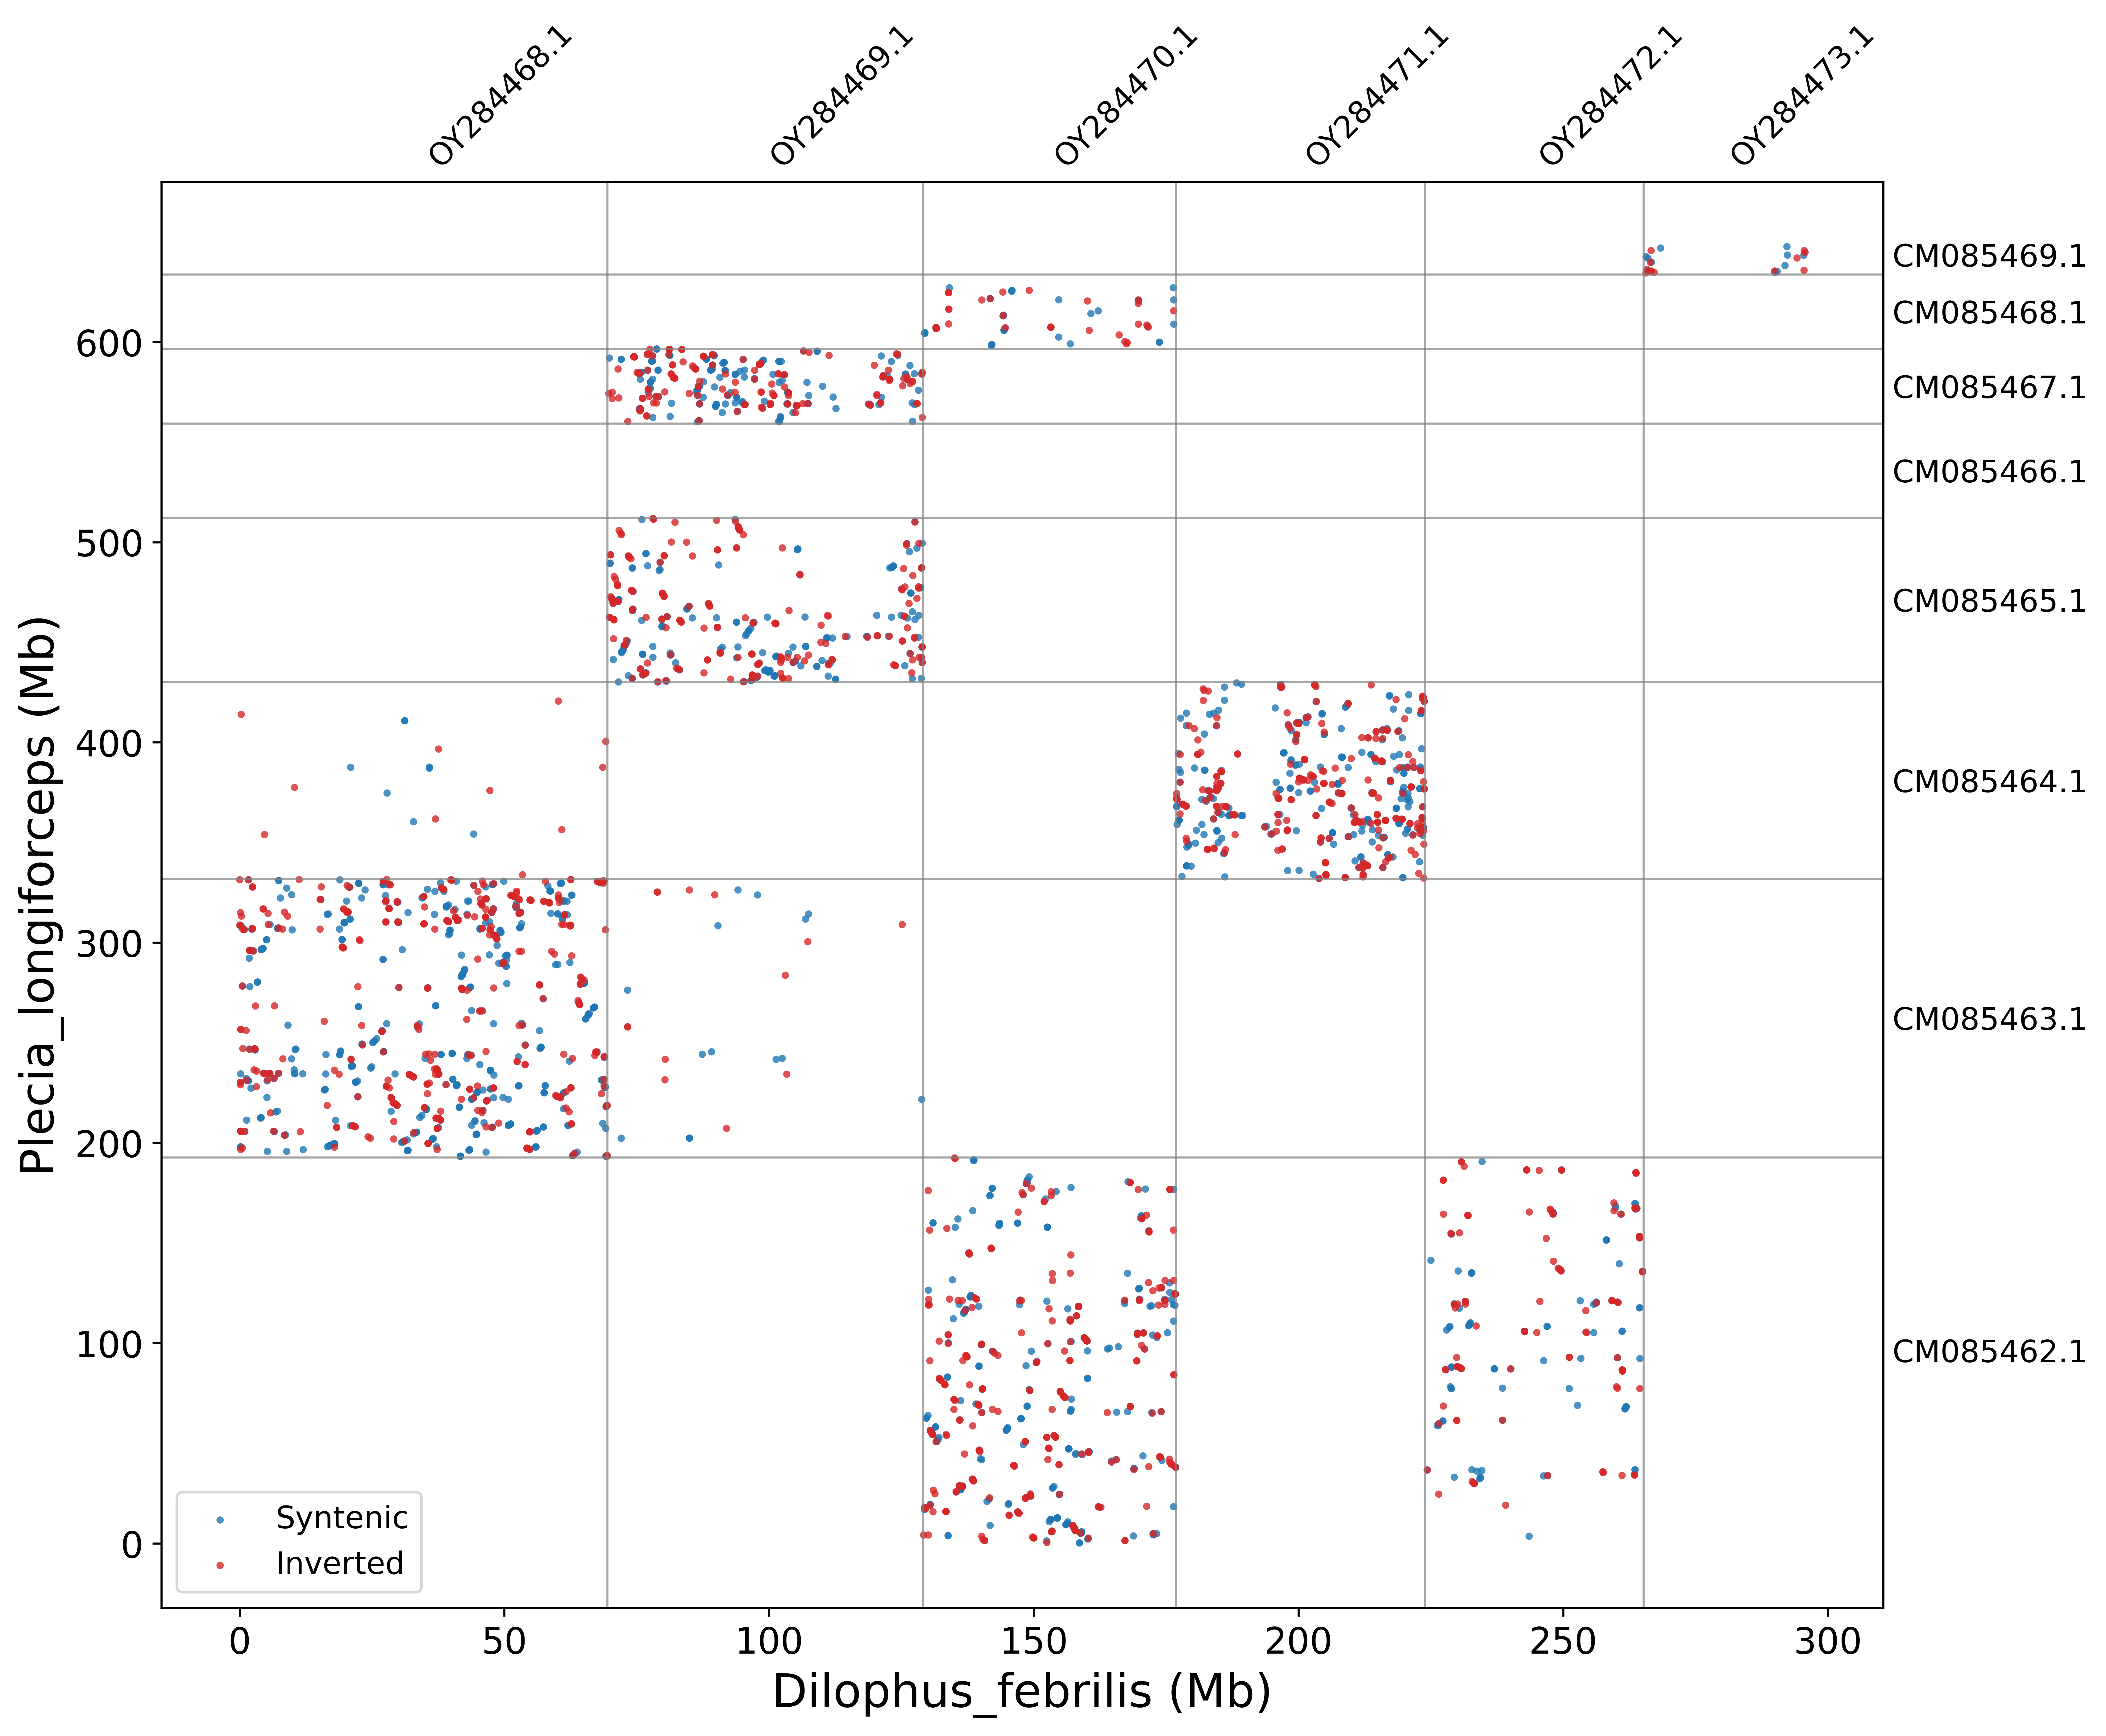 OY284468.1
OY284469.1
OY284470.1
OY284471.1
OY284472.1
OY284473.1
CM085469.1
CM085468.1
CM085467.1
CM085466.1
CM085465.1
CM085464.1
CM085463.1
CM085462.1
600
500
400
300
200
100
0
Plecia_longiforceps (Mb)
Syntenic
Inverted
0
50
100
150
200
250
300
Dilophus_febrilis (Mb)